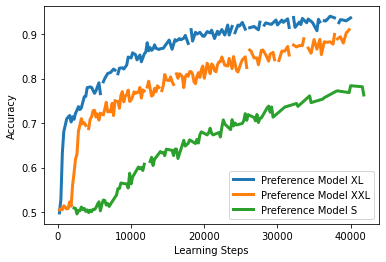 0.9
0.8
0.7
0.6
0.5
Accuracy
0 10000 20000 30000 40000
Learning Steps
Preference Model XL
Preference Model XXL
Preference Model S